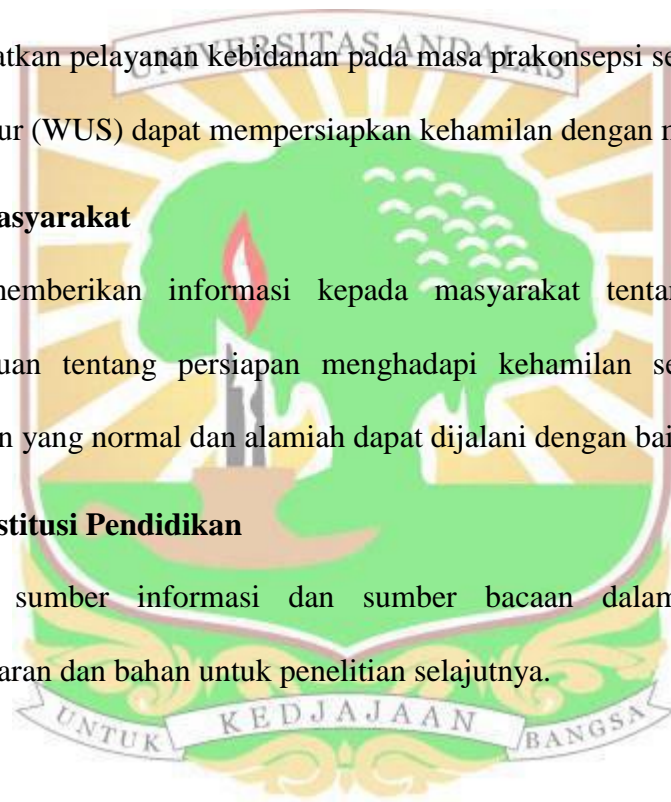 UNIVERSITAS ANDALAS
atkan pelayanan kebidanan pada masa prakonsepsi se
ur (WUS) dapat mempersiapkan kehamilan dengan
asyarakat
memberikan informasi kepada masyarakat tenta
uan tentang persiapan menghadapi kehamilan se
n yang normal dan alamiah dapat dijalani dengan bai
stitusi Pendidikan
sumber informasi dan sumber bacaan dalam
aran dan bahan untuk penelitian selajutnya.
UNTUK KEDJAJAAN BANGSA